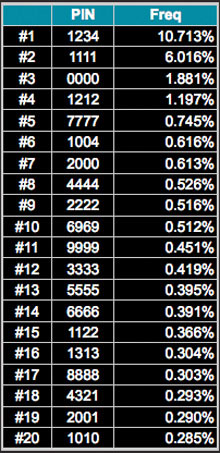 PIN Freq
#1 1234 10.713%
#2 1111 6.016%
#3 0000 1.881%
#4 1212 1.197%
#5 7777 0.745%
#6 1004 0.616%
#7 2000 0.613%
#8 4444 0.526%
#9 2222 0.516%
#10 6969 0.512%
#11 9999 0.451%
#12 3333 0.419%
#13 5555 0.395%
#14 6666 0.391%
#15 1122 0.366%
#16 1313 0.304%
#17 8888 0.303%
#18 4321 0.293%
#19 2001 0.290%
#20 1010 0.285%